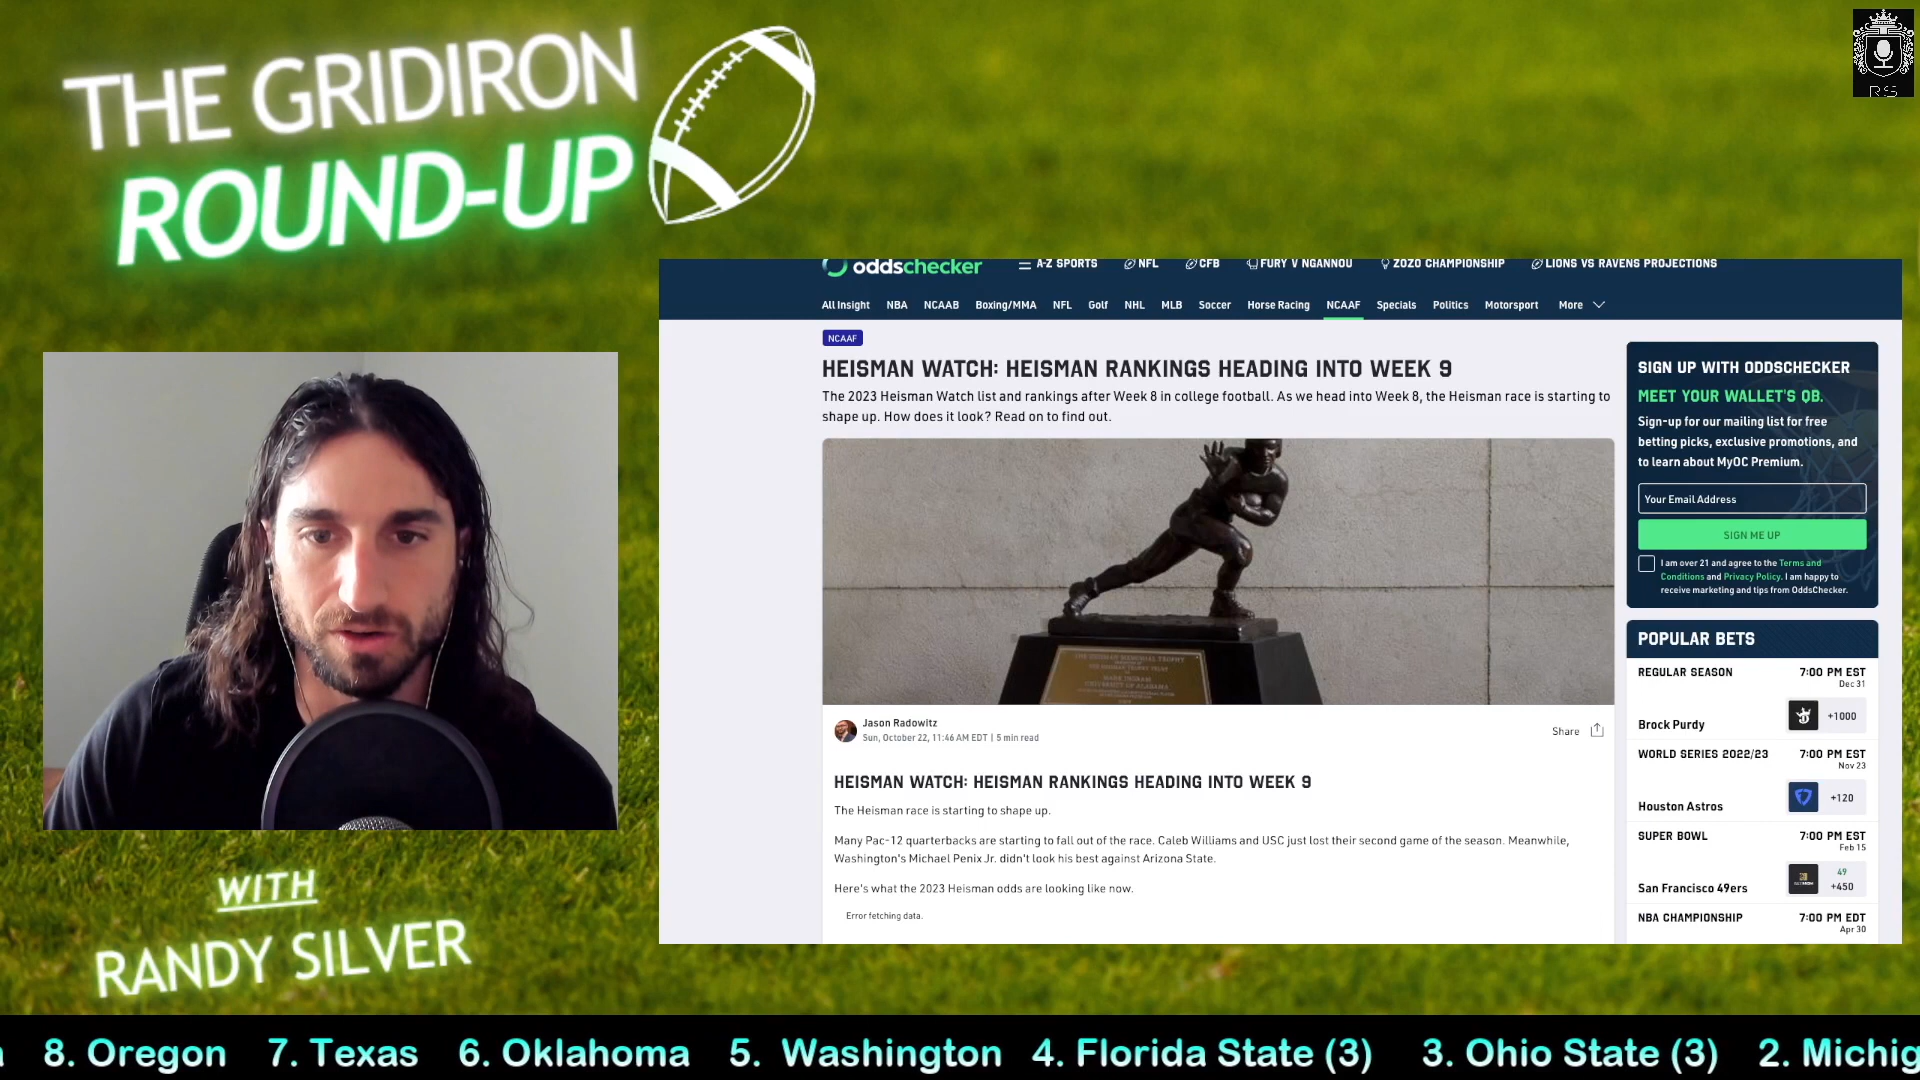 THE GRIDIRON
ROUND-UP
RS
oddschecker
A-Z SPORTS
NFL
CFB
FURY V NGANNOU
ZOZO CHAMPIONSHIP
LIONS VS RAVENS PROJECTIONS
All Insight
NBA
NCAAB
Boxing/MMA
NFL
Golf
NHL
MLB
Soccer
Horse Racing
NCAAF
Specials
Politics
Motorsport
More
NCAAF
HEISMAN WATCH: HEISMAN RANKINGS HEADING INTO WEEK 9
The 2023 Heisman Watch list and rankings after Week 8 in college football. As we head into Week 8, the Heisman race is starting to
shape up. How does it look? Read on to find out.
THE HEISMAN MEMORIAL TROPHY
MARK INGRAM
UNIVERSITY OF ALABAMA
Jason Radowitz
Sun, October 22, 11:46 AM EDT | 5 min read
Share
HEISMAN WATCH: HEISMAN RANKINGS HEADING INTO WEEK 9
The Heisman race is starting to shape up.
Many Pac-12 quarterbacks are starting to fall out of the race. Caleb Williams and USC just lost their second game of the season. Meanwhile,
Washington's Michael Penix Jr. didn't look his best against Arizona State.
Here's what the 2023 Heisman odds are looking like now.
Error fetching data.
SIGN UP WITH ODDSCHECKER
MEET YOUR WALLET'S QB.
Sign-up for our mailing list for free
betting picks, exclusive promotions, and
to learn about MyOC Premium.
Your Email Address
SIGN ME UP
I am over 21 and agree to the Terms and
Conditions and Privacy Policy. I am happy to
receive marketing and tips from OddsChecker.
POPULAR BETS
REGULAR SEASON 7:00 PM EST
Dec 31
Brock Purdy +1000
WORLD SERIES 2022/23 7:00 PM EST
Nov 23
Houston Astros +120
SUPER BOWL 7:00 PM EST
Feb 15
49
San Francisco 49ers +450
NBA CHAMPIONSHIP 7:00 PM EDT
Apr 30
WITH
RANDY SILVER
8. Oregon 7. Texas 6. Oklahoma 5. Washington 4. Florida State (3) 3. Ohio State (3) 2. Michig